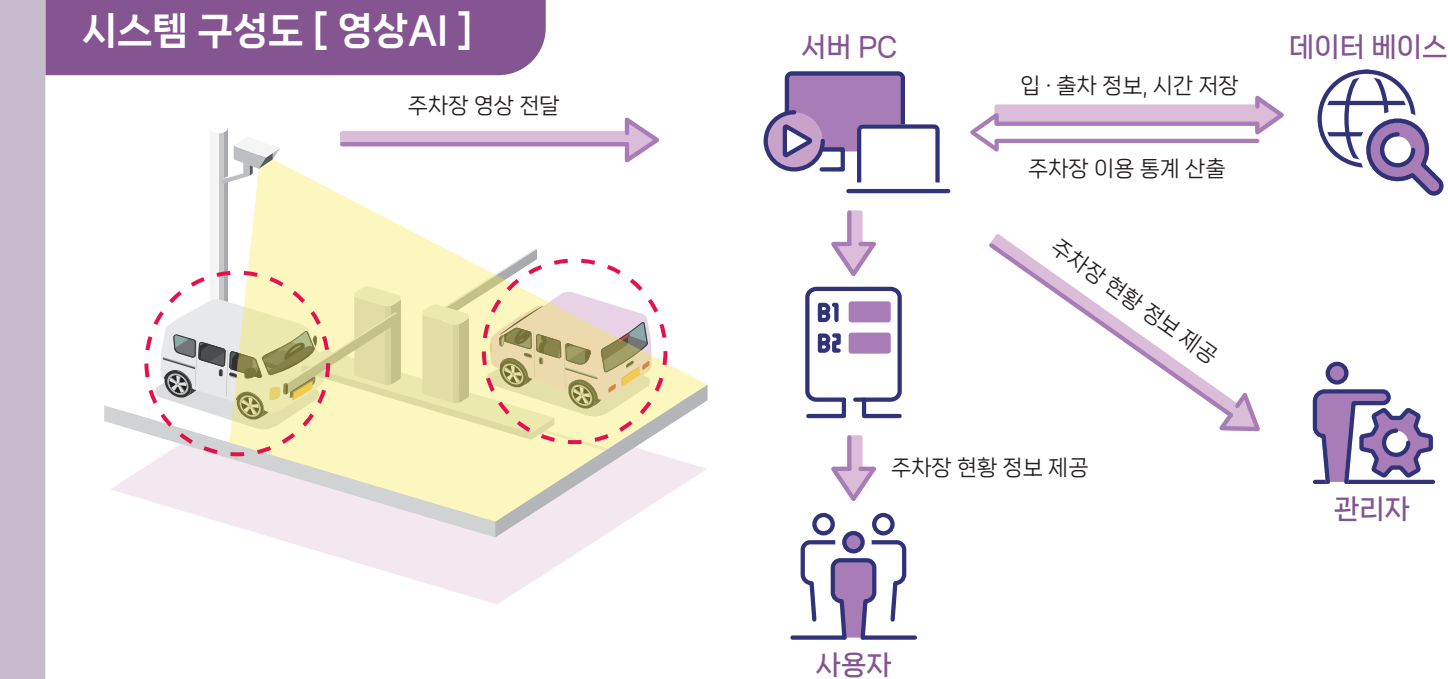 시스템 구성도 [ 영상AI ]
주차장 영상 전달
서버 PC
입 · 출차 정보, 시간 저장
주차장 이용 통계 산출
데이터 베이스
B1
B2
주차장 현황 정보 제공
관리자
주차장 현황 정보 제공
사용자